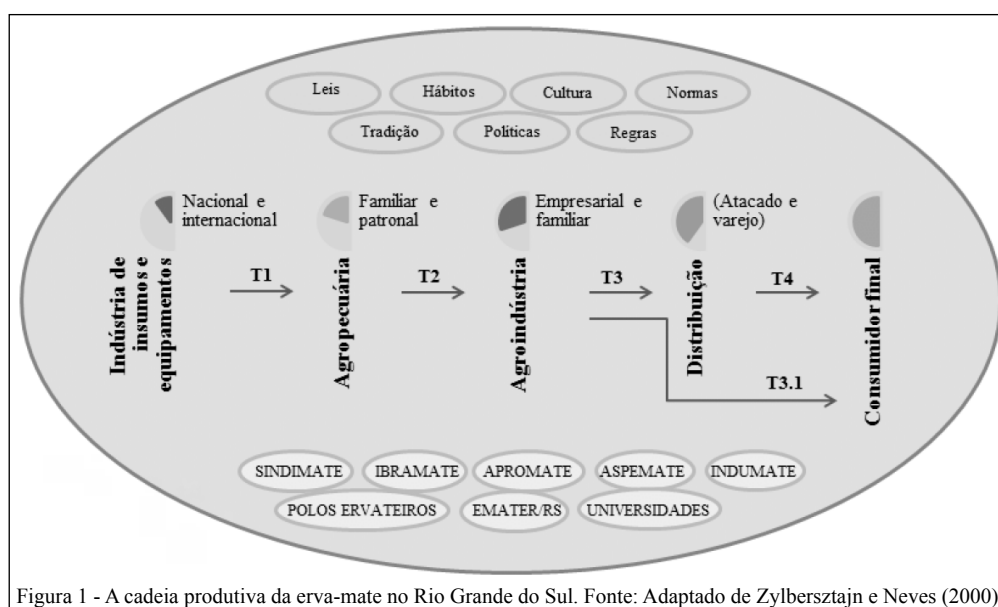 Leis
Hábitos
Cultura
Normas
Tradição
Políticas
Regras
Nacional e
internacional
Familiar e
patronal
Empresarial e
familiar
(Atacado e
varejo)
Indústria de
insumos e
equipamentos
T1
Agropecuária
T2
Agroindústria
T3
Distribuição
T4
T3.1
Consumidor final
SINDIMATE
IBRAMATE
APROMATE
ASPEMATE
INDUMATE
POLOS ERVATEIROS
EMATER/RS
UNIVERSIDADES
Figura 1 - A cadeia produtiva da erva-mate no Rio Grande do Sul. Fonte: Adaptado de Zylbersztajn e Neves (2000)